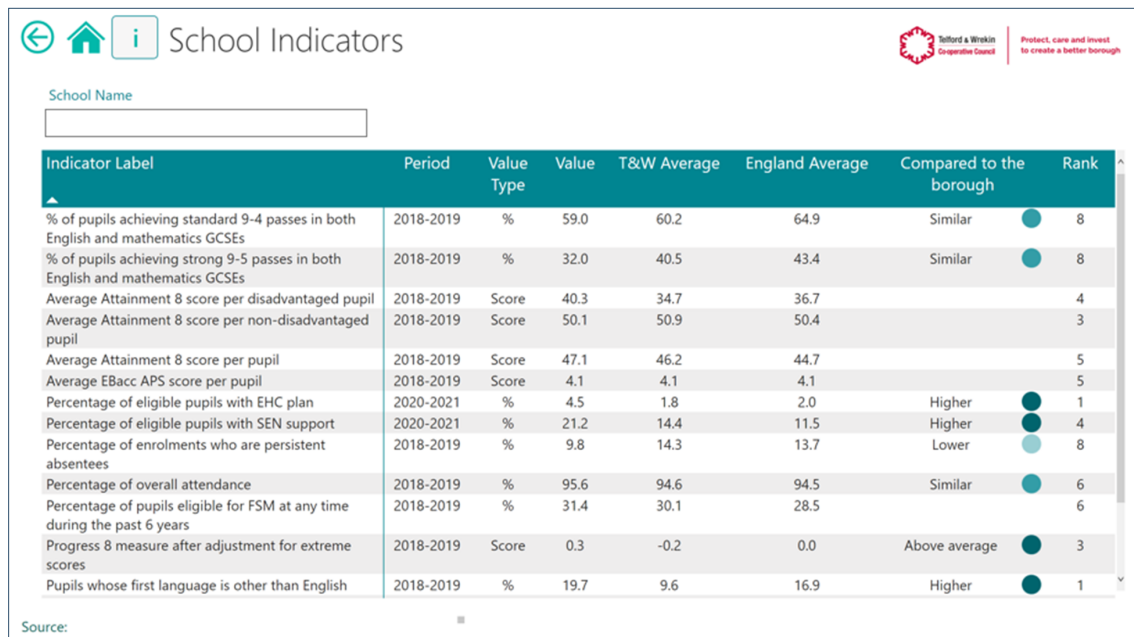 i School Indicators
Telford & Wrekin
Co-operative Council
Protect, care and invest
to create a better borough
School Name
Indicator Label Period Value Type Value T&W Average England Average Compared to the borough Rank
% of pupils achieving standard 9-4 passes in both 2018-2019 % 59.0 60.2 64.9 Similar 8
English and mathematics GCSEs
% of pupils achieving strong 9-5 passes in both 2018-2019 % 32.0 40.5 43.4 Similar 8
English and mathematics GCSEs
Average Attainment 8 score per disadvantaged pupil 2018-2019 Score 40.3 34.7 36.7 4
Average Attainment 8 score per non-disadvantaged 2018-2019 Score 50.1 50.9 50.4 3
pupil
Average Attainment 8 score per pupil 2018-2019 Score 47.1 46.2 44.7 5
Average EBacc APS score per pupil 2018-2019 Score 4.1 4.1 4.1 5
Percentage of eligible pupils with EHC plan 2020-2021 % 4.5 1.8 2.0 Higher 1
Percentage of eligible pupils with SEN support 2020-2021 % 21.2 14.4 11.5 Higher 4
Percentage of enrolments who are persistent 2018-2019 % 9.8 14.3 13.7 Lower 8
absentees
Percentage of overall attendance 2018-2019 % 95.6 94.6 94.5 Similar 6
Percentage of pupils eligible for FSM at any time 2018-2019 % 31.4 30.1 28.5 6
during the past 6 years
Progress 8 measure after adjustment for extreme 2018-2019 Score 0.3 -0.2 0.0 Above average 3
scores
Pupils whose first language is other than English 2018-2019 % 19.7 9.6 16.9 Higher 1
Source: